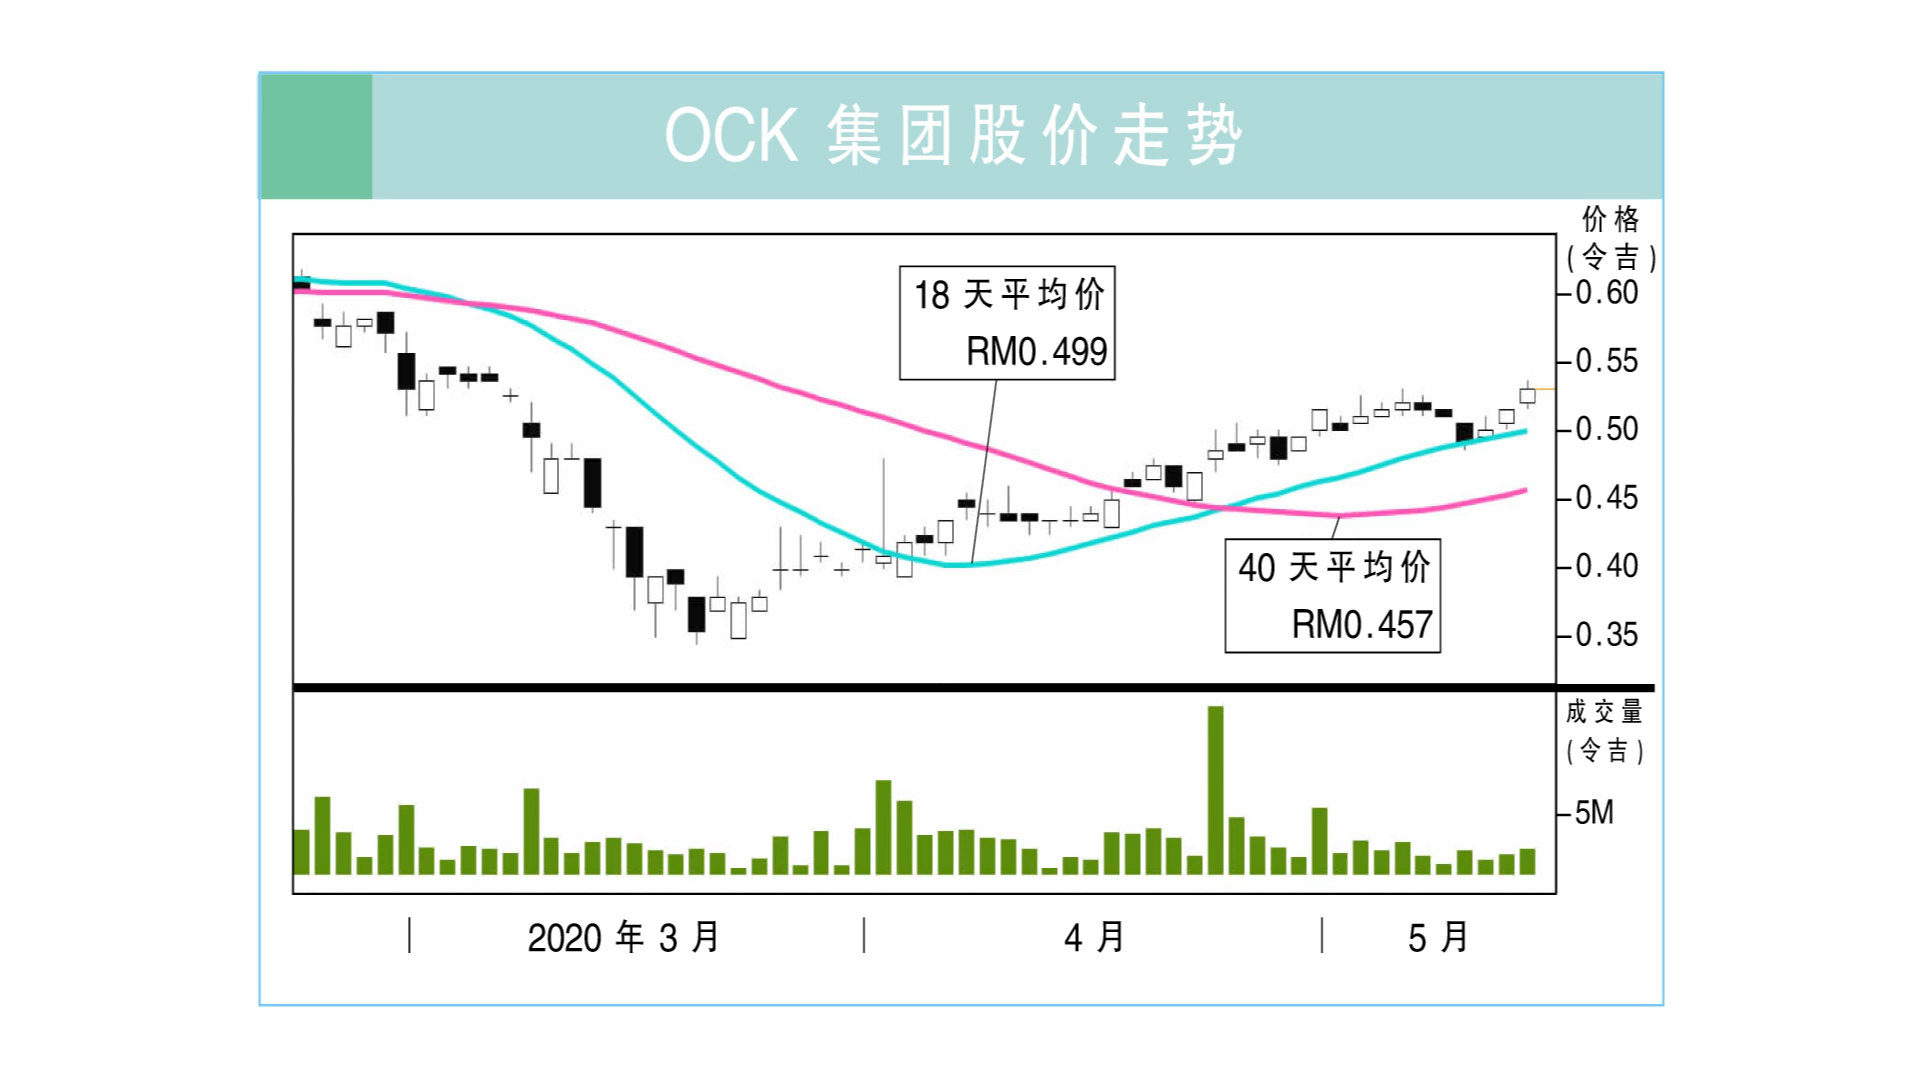 OCK 集团股价走势
价格
(令吉)
18 天平均价
RM0.499
0.60
0.55
0.50
0.45
0.40
0.35
40 天平均价
RM0.457
成交量
(令吉)
5M
2020 年 3 月
4 月
5 月